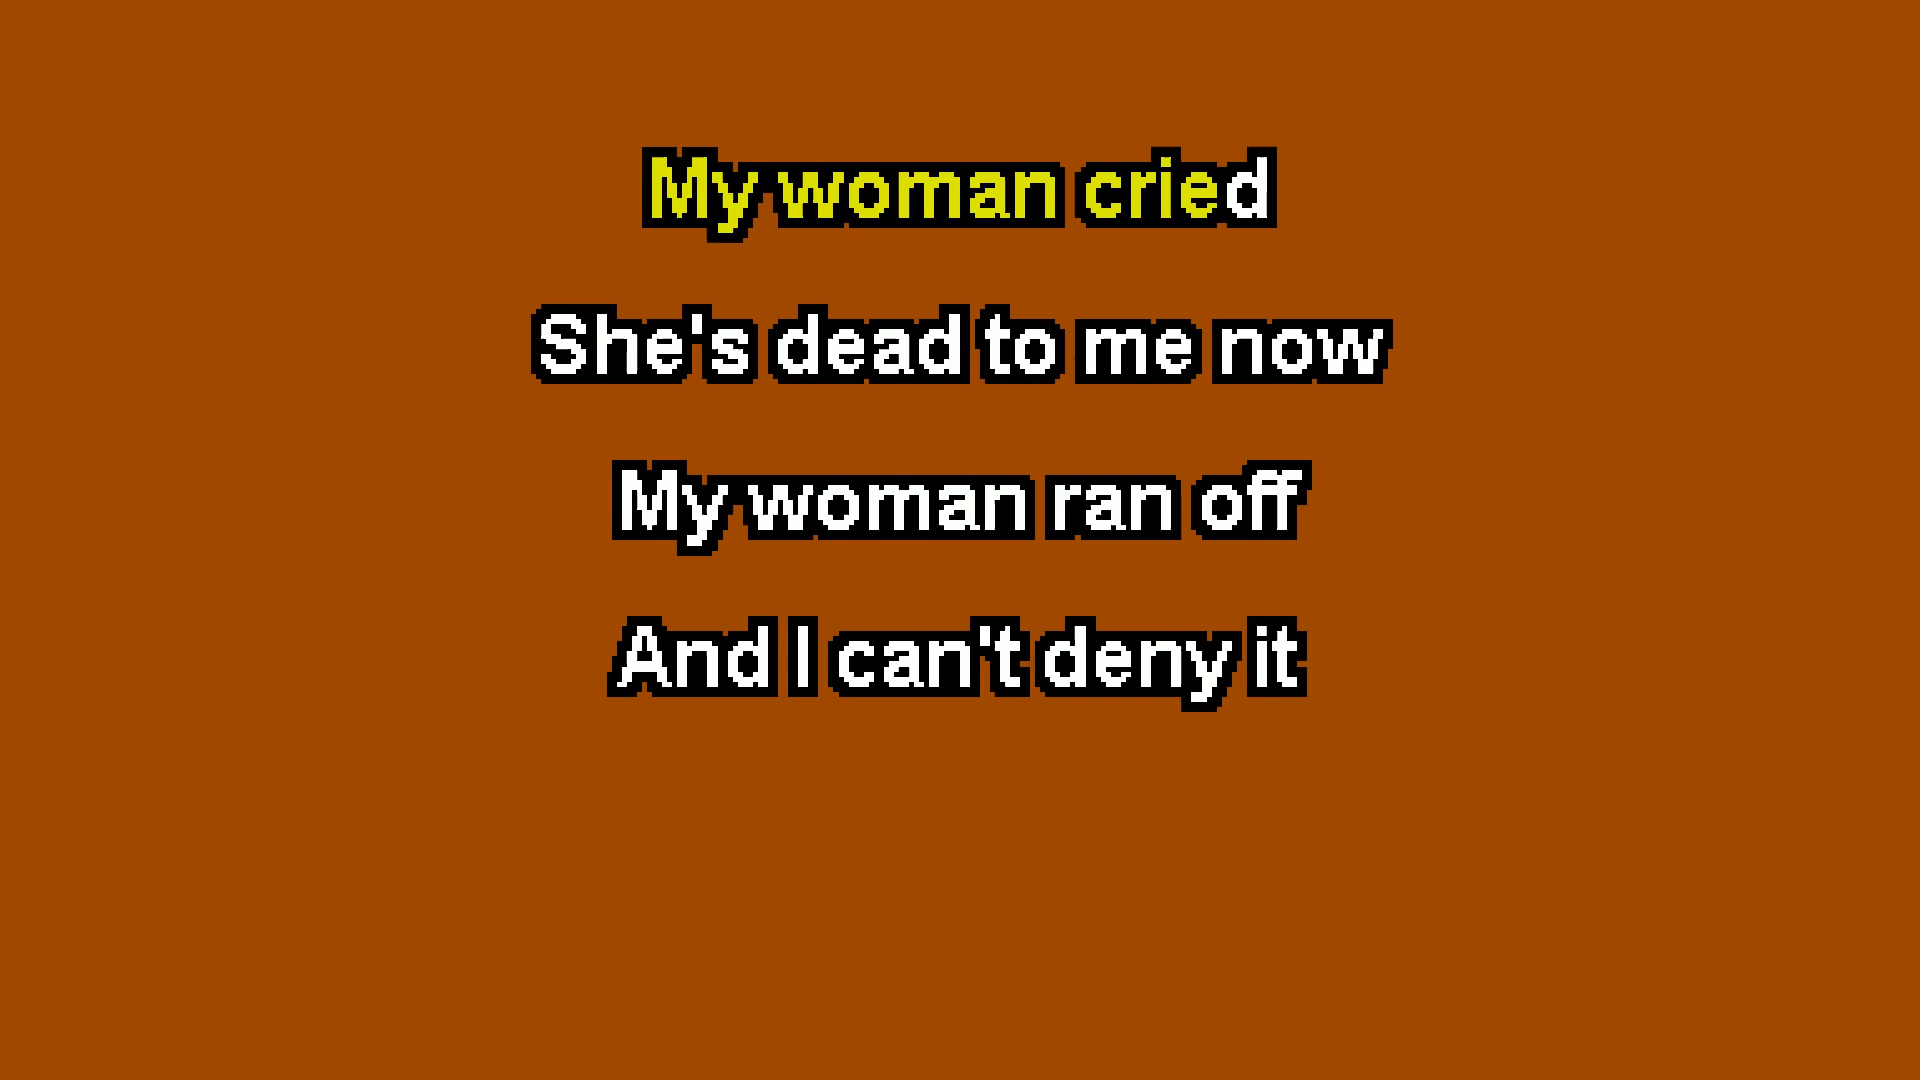 My woman cried
She's dead to me now
My woman ran off
And I can't deny it